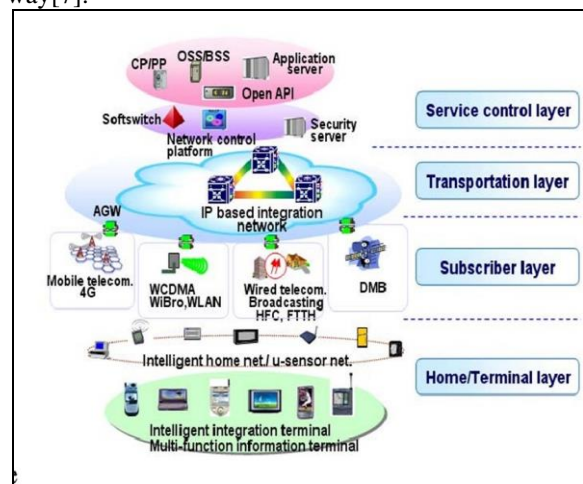 way[7].
CP/PP OSS/BSS Application
server
Open API
Softswitch
Network control
platform
Security
server
Service control layer
Transportation layer
AGW
IP based integration
network
Mobile telecom.
4G
WCDMA
WiBro,WLAN
Wired telecom.
Broadcasting
HFC, FTTH
DMB
Subscriber layer
Intelligent home net./ u-sensor net.
Home/Terminal layer
Intelligent integration terminal
Multi-function information terminal